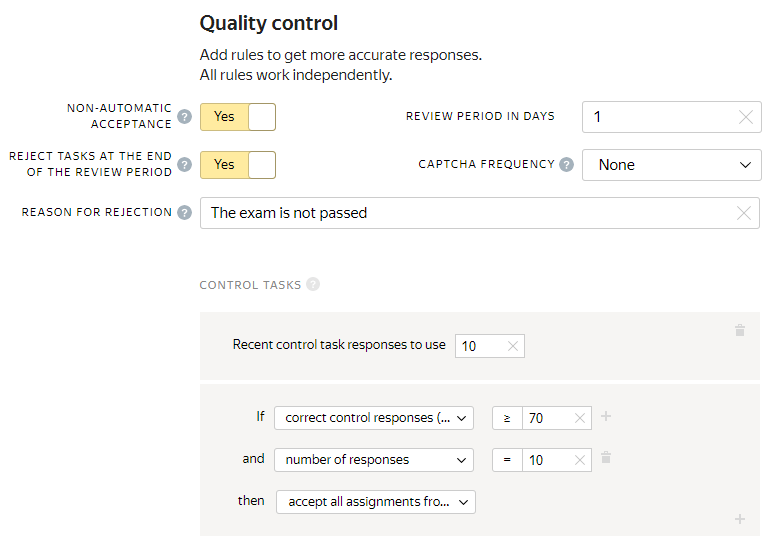 Quality control
Add rules to get more accurate responses.
All rules work independently.
NON-AUTOMATIC
ACCEPTANCE ?
Yes
REVIEW PERIOD IN DAYS
1
REJECT TASKS AT THE END
OF THE REVIEW PERIOD ?
Yes
CAPTCHA FREQUENCY ?
None
REASON FOR REJECTION ?
The exam is not passed
CONTROL TASKS ?
Recent control task responses to use 10
If correct control responses (... ≥ 70
and number of responses = 10
then accept all assignments fro...